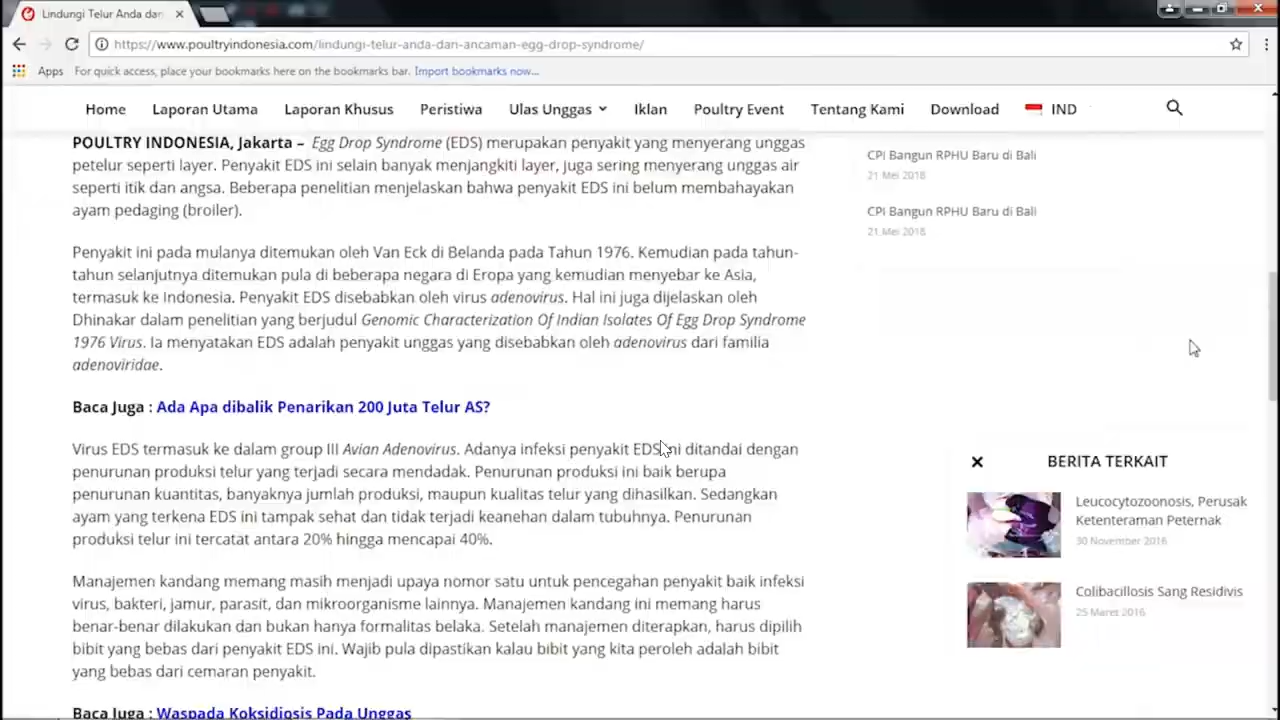 Lindungi Telur Anda dan
https://www.poultryindonesia.com/lindungi-telur-anda-dan-ancaman-egg-drop-syndrome/
Apps For quick access, place your bookmarks here on the bookmarks bar. Import bookmarks now...
Home Laporan Utama Laporan Khusus Peristiwa Ulas Unggas Iklan Poultry Event Tentang Kami Download IND
POULTRY INDONESIA, Jakarta – Egg Drop Syndrome (EDS) merupakan penyakit yang menyerang unggas
petelur seperti layer. Penyakit EDS ini selain banyak menjangkiti layer, juga sering menyerang unggas air
seperti itik dan angsa. Beberapa penelitian menjelaskan bahwa penyakit EDS ini belum membahayakan
ayam pedaging (broiler).
Penyakit ini pada mulanya ditemukan oleh Van Eck di Belanda pada Tahun 1976. Kemudian pada tahun-
tahun selanjutnya ditemukan pula di beberapa negara di Eropa yang kemudian menyebar ke Asia,
termasuk ke Indonesia. Penyakit EDS disebabkan oleh virus adenovirus. Hal ini juga dijelaskan oleh
Dhinakar dalam penelitian yang berjudul Genomic Characterization Of Indian Isolates Of Egg Drop Syndrome
1976 Virus. Ia menyatakan EDS adalah penyakit unggas yang disebabkan oleh adenovirus dari familia
adenoviridae.
Baca Juga : Ada Apa dibalik Penarikan 200 Juta Telur AS?
Virus EDS termasuk ke dalam group III Avian Adenovirus. Adanya infeksi penyakit EDS ini ditandai dengan
penurunan produksi telur yang terjadi secara mendadak. Penurunan produksi ini baik berupa
penurunan kuantitas, banyaknya jumlah produksi, maupun kualitas telur yang dihasilkan. Sedangkan
ayam yang terkena EDS ini tampak sehat dan tidak terjadi keanehan dalam tubuhnya. Penurunan
produksi telur ini tercatat antara 20% hingga mencapai 40%.
Manajemen kandang memang masih menjadi upaya nomor satu untuk pencegahan penyakit baik infeksi
virus, bakteri, jamur, parasit, dan mikroorganisme lainnya. Manajemen kandang ini memang harus
benar-benar dilakukan dan bukan hanya formalitas belaka. Setelah manajemen diterapkan, harus dipilih
bibit yang bebas dari penyakit EDS ini. Wajib pula dipastikan kalau bibit yang kita peroleh adalah bibit
yang bebas dari cemaran penyakit.
Baca Juga : Waspada Koksidiosis Pada Unggas
CPI Bangun RPHU Baru di Bali
21 Mei 2018
CPI Bangun RPHU Baru di Bali
21 Mei 2018
BERITA TERKAIT
Leucocytozoonosis, Perusak
Ketenteraman Peternak
30 November 2016
Colibacillosis Sang Residivis
25 Maret 2016